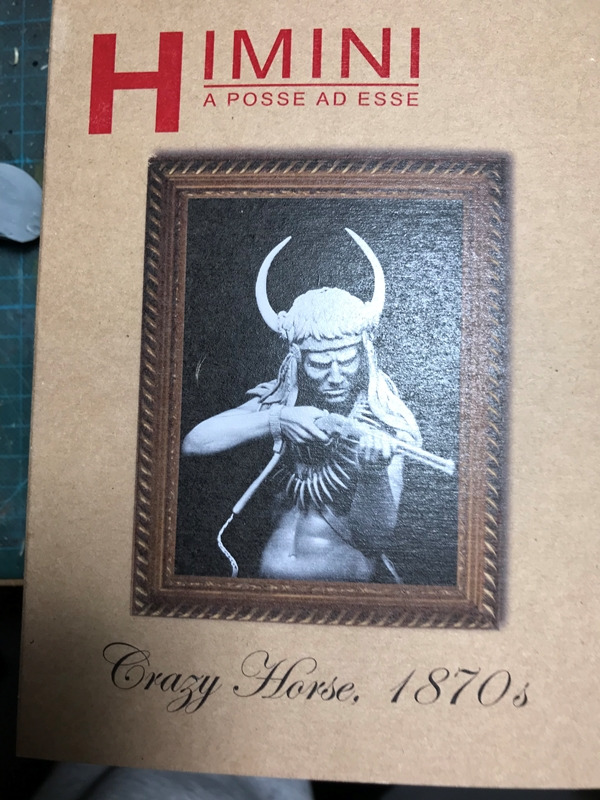 HIMINI
A POSSE AD ESSE
Crazy Horse, 1870s